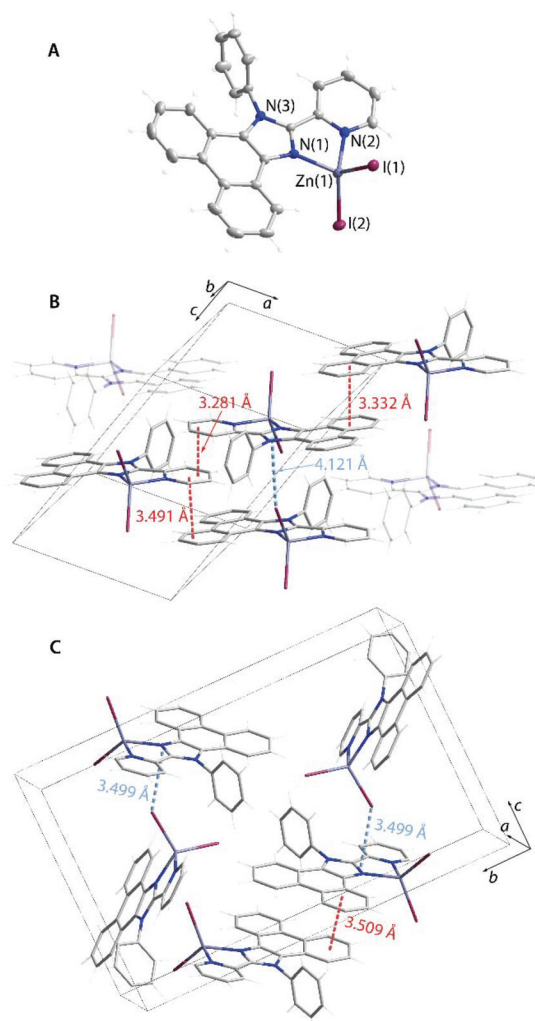 A
N(3)
N(1)
N(2)
Zn(1)
I(1)
I(2)
B
b
c
a
3.281 Å
3.332 Å
4.121 Å
3.491 Å
C
3.499 Å
3.499 Å
c
a
b
3.509 Å